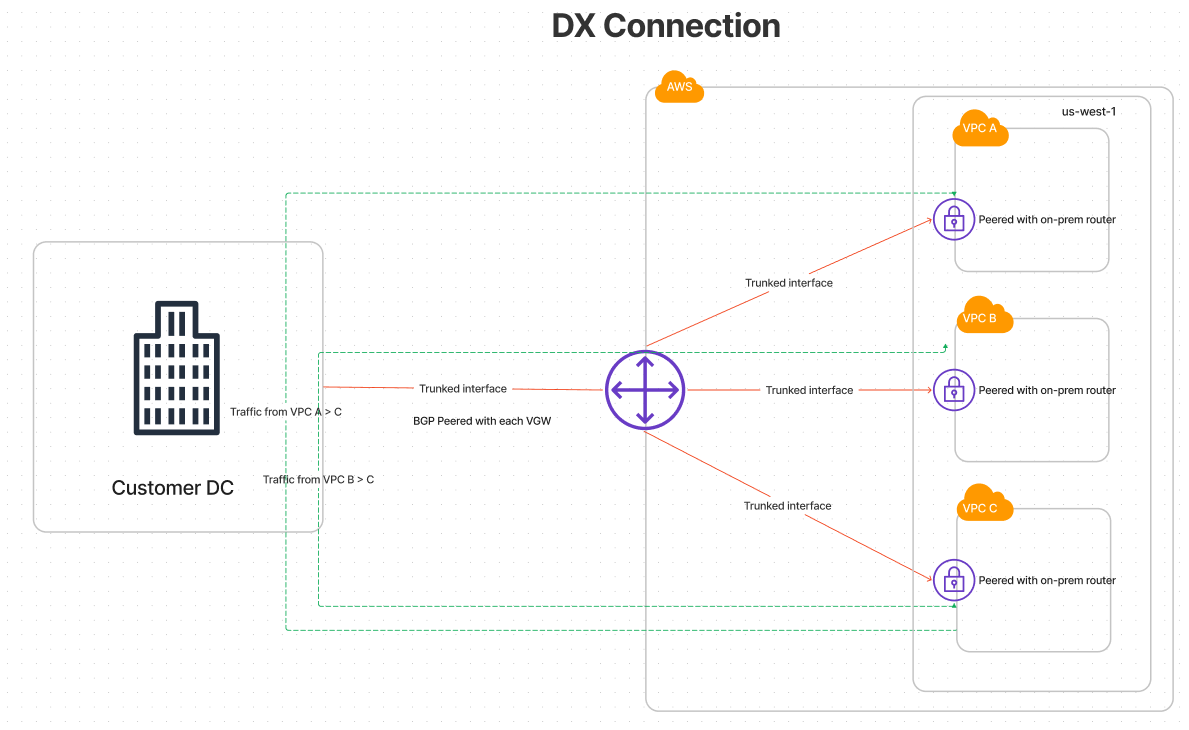 DX Connection
AWS
us-west-1
VPC A
Peered with on-prem router
Trunked interface
VPC B
Trunked interface
Trunked interface
Peered with on-prem router
Traffic from VPC A > C
BGP Peered with each VGW
Traffic from VPC B > C
Customer DC
Trunked interface
VPC C
Peered with on-prem router